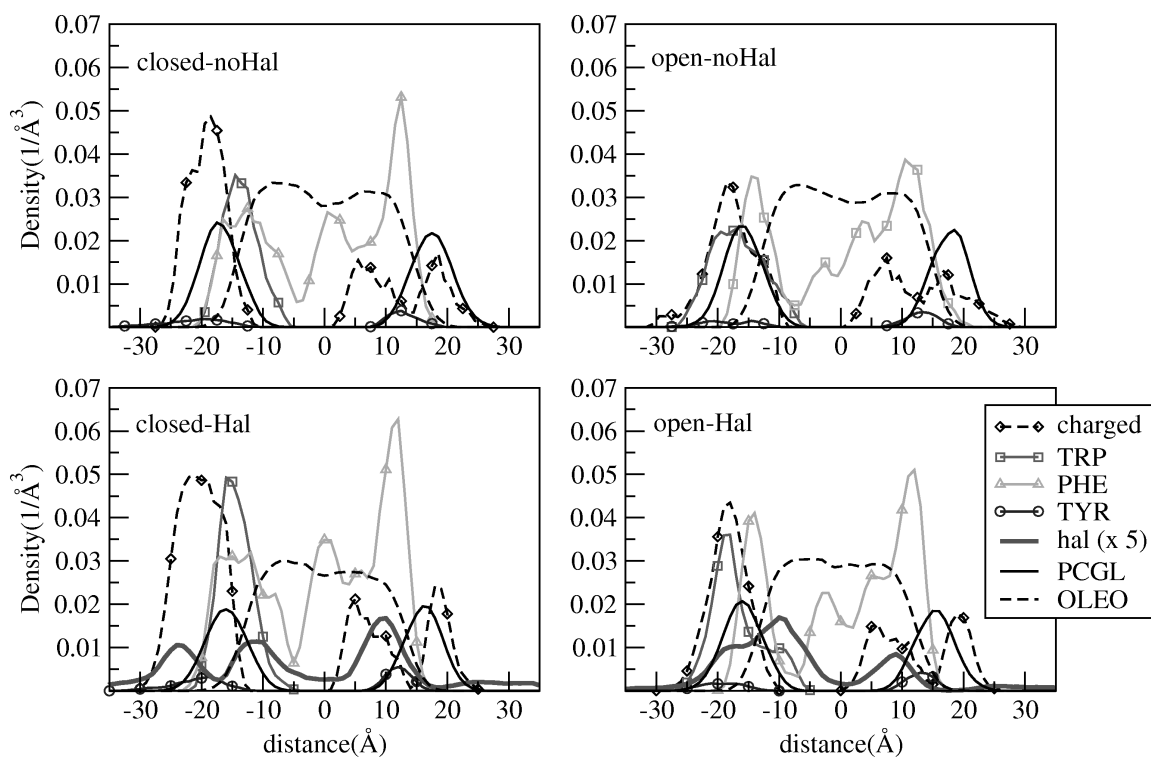 0.07
0.06
0.05
0.04
0.03
0.02
0.01
Density(1/Å³)
closed-noHal
-30 -20 -10 0 10 20 30
0.07
0.06
0.05
0.04
0.03
0.02
0.01
open-noHal
-30 -20 -10 0 10 20 30
0.07
0.06
0.05
0.04
0.03
0.02
0.01
Density(1/Å³)
closed-Hal
-30 -20 -10 0 10 20 30
distance(Å)
0.07
0.06
0.05
0.04
0.03
0.02
0.01
open-Hal
-30 -20 -10 0 10 20 30
distance(Å)
charged
TRP
PHE
TYR
hal (x 5)
PCGL
OLEO